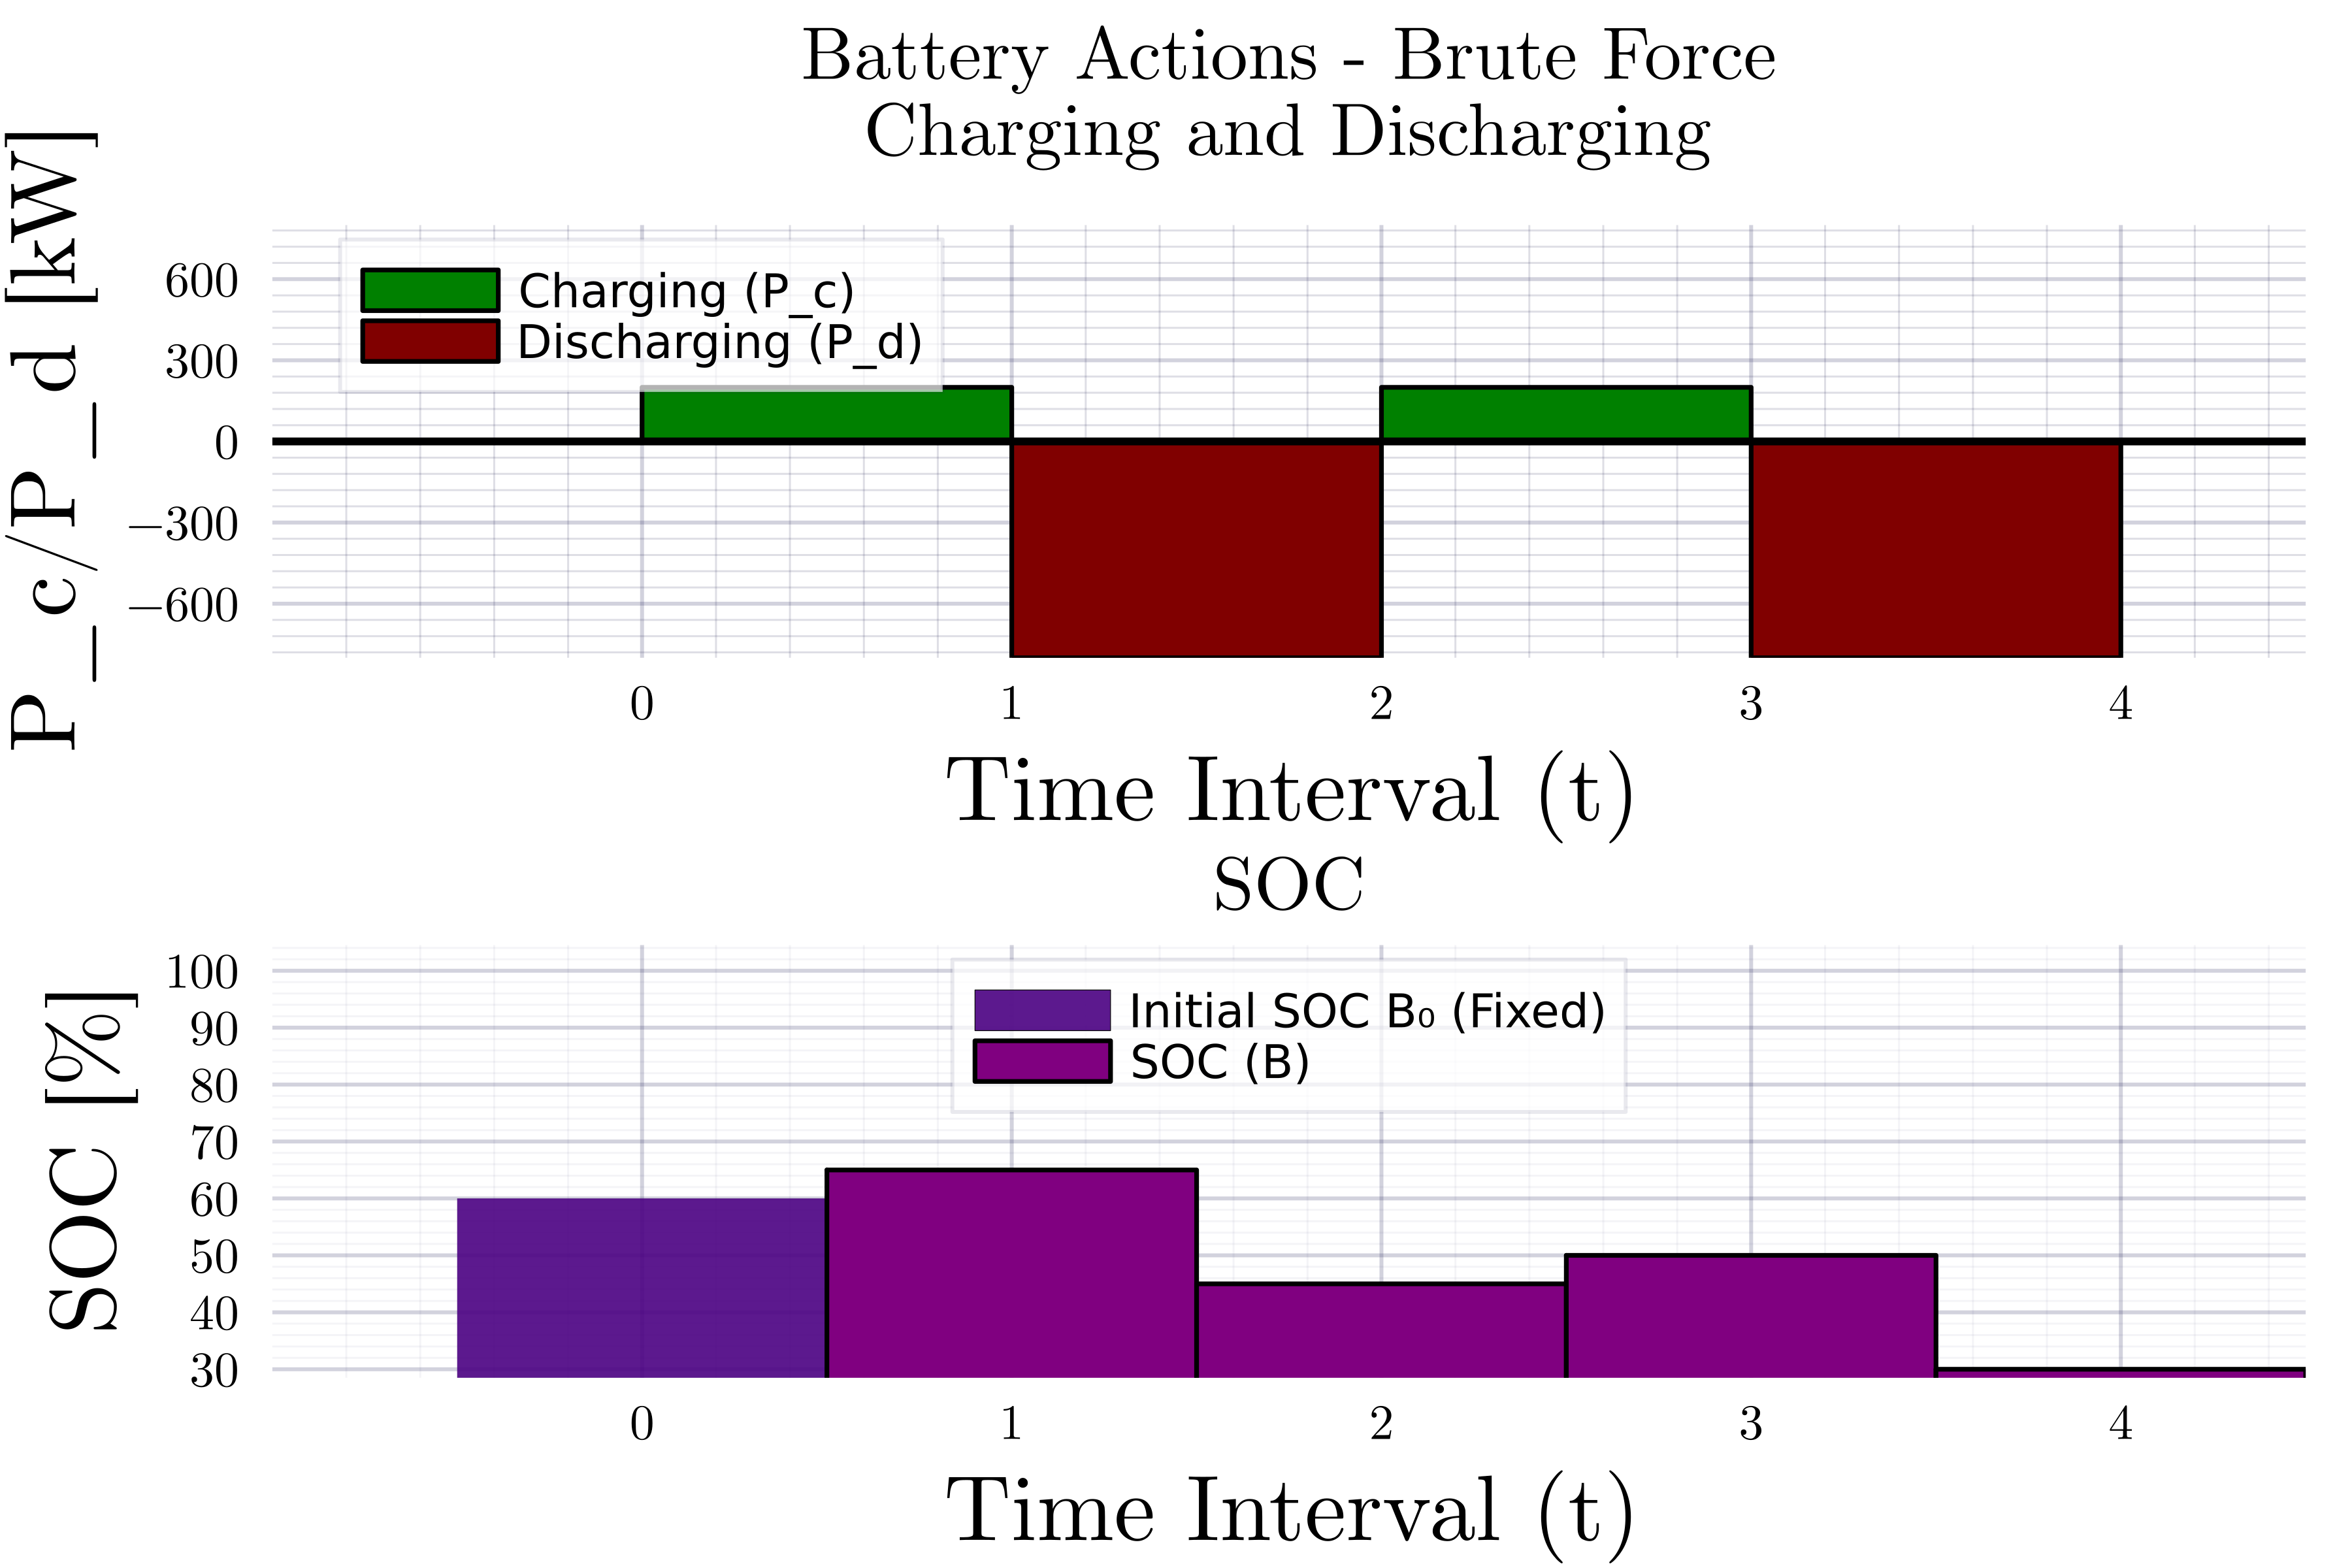 Battery Actions - Brute Force
Charging and Discharging
P_c/P_d [kW]
600
300
0
−300
−600
Charging (P_c)
Discharging (P_d)
0 1 2 3 4
Time Interval (t)
SOC
SOC [%]
100
90
80
70
60
50
40
30
Initial SOC B₀ (Fixed)
SOC (B)
0 1 2 3 4
Time Interval (t)